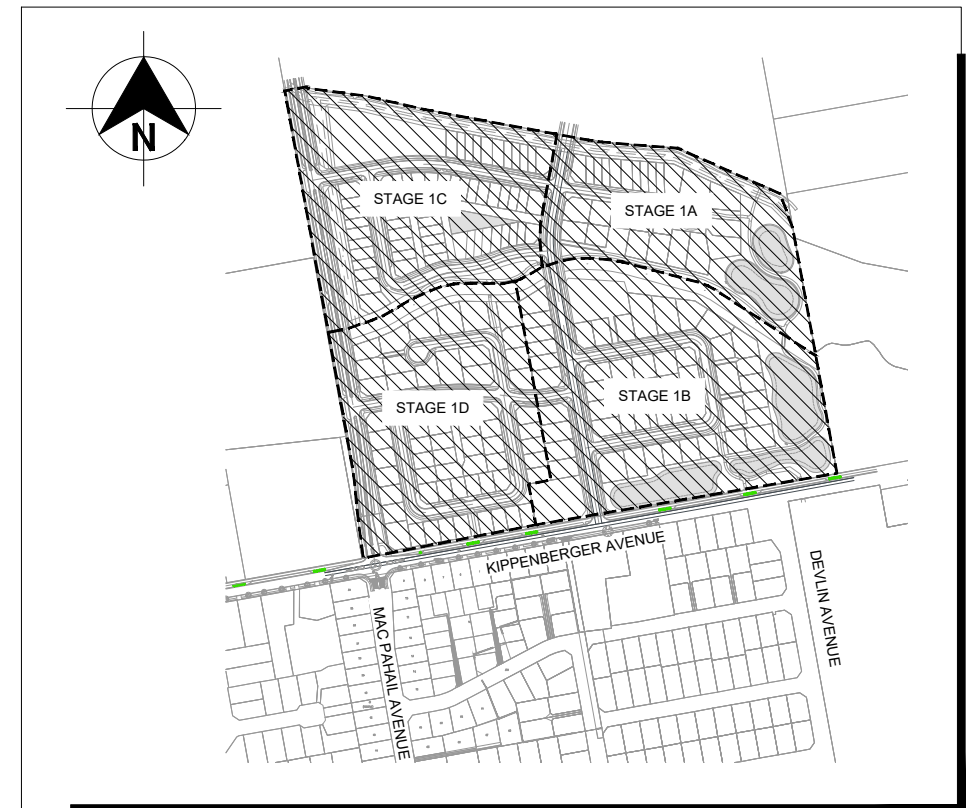 N
STAGE 1C
STAGE 1A
STAGE 1B
STAGE 1D
KIPPENBERGER AVENUE
MAC PAHAIL AVENUE
DEVLIN AVENUE